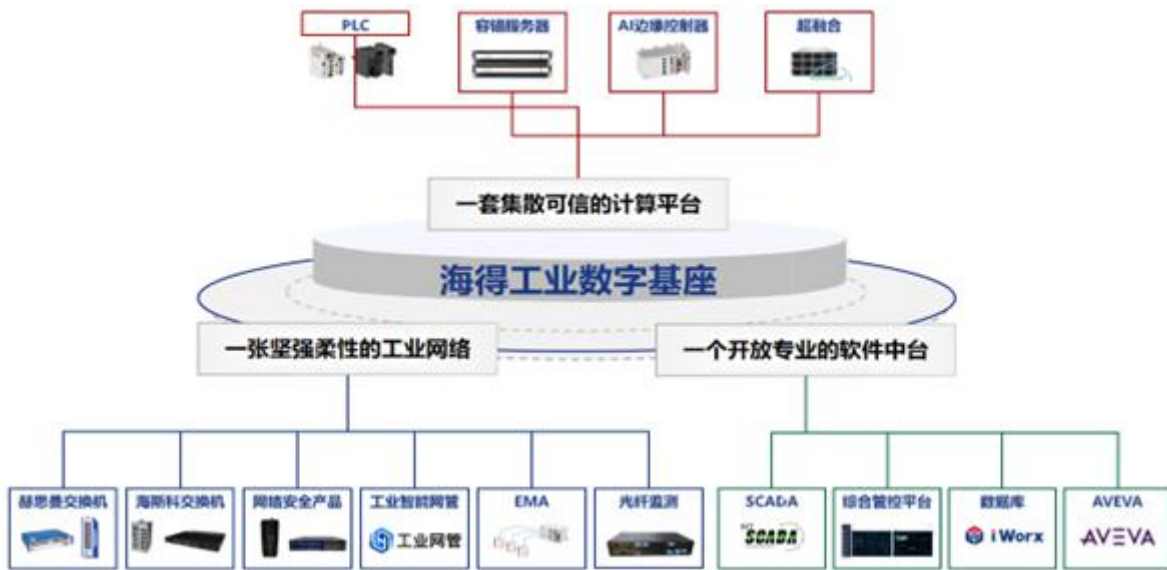 PLC
容错服务器
AI边缘控制器
超融合
一套集散可信的计算平台
海得工业数字基座
一张坚强柔性的工业网络
一个开放专业的软件中台
赫思曼交换机
海斯科交换机
网络安全产品
工业智能网管
EMA
光纤监测
SCADA
综合管控平台
数据库
AVEVA
工业网管
SCADA
iWorx
AVEVA